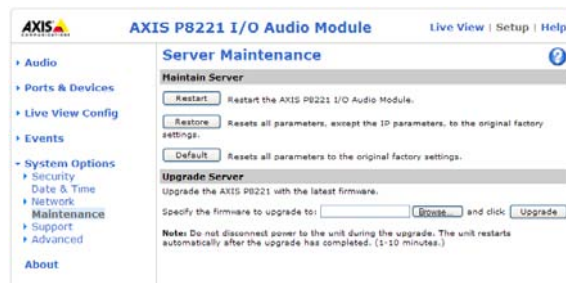 AXIS
COMMUNICATIONS
AXIS P8221 I/O Audio Module
Live View | Setup | Help
Audio
Ports & Devices
Live View Config
Events
System Options
Security
Date & Time
Network
Maintenance
Support
Advanced
About
Server Maintenance
?
Maintain Server
Restart Restart the AXIS P8221 I/O Audio Module.
Restore Resets all parameters, except the IP parameters, to the original factory
settings.
Default Resets all parameters to the original factory settings.
Upgrade Server
Upgrade the AXIS P8221 with the latest firmware.
Specify the firmware to upgrade to: Browse... and click Upgrade
Note: Do not disconnect power to the unit during the upgrade. The unit restarts
automatically after the upgrade has completed. (1-10 minutes.)